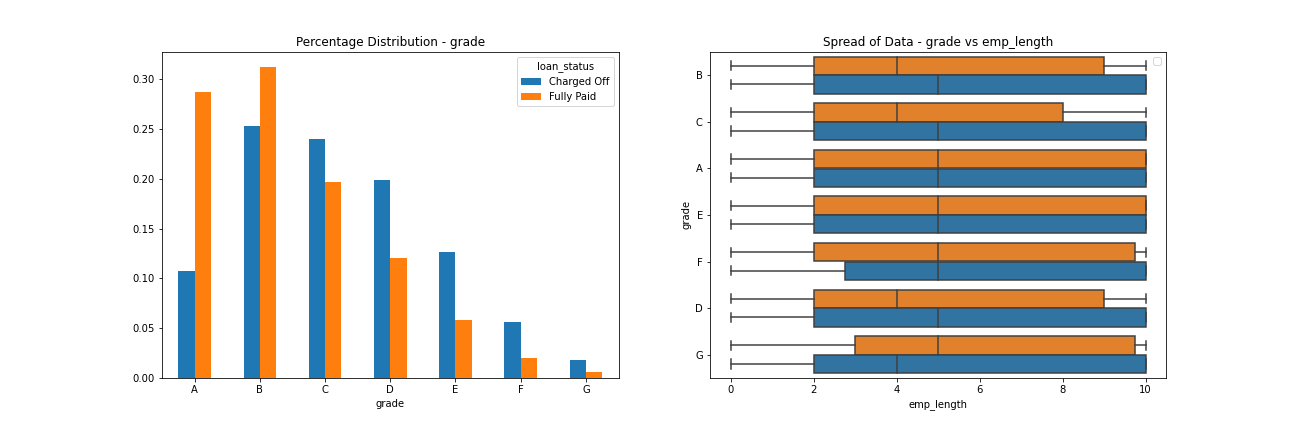 Percentage Distribution - grade
loan_status
Charged Off
Fully Paid
0.30
0.25
0.20
0.15
0.10
0.05
0.00
A B C D E F G
grade
Spread of Data - grade vs emp_length
grade
B
C
A
E
F
D
G
0 2 4 6 8 10
emp_length